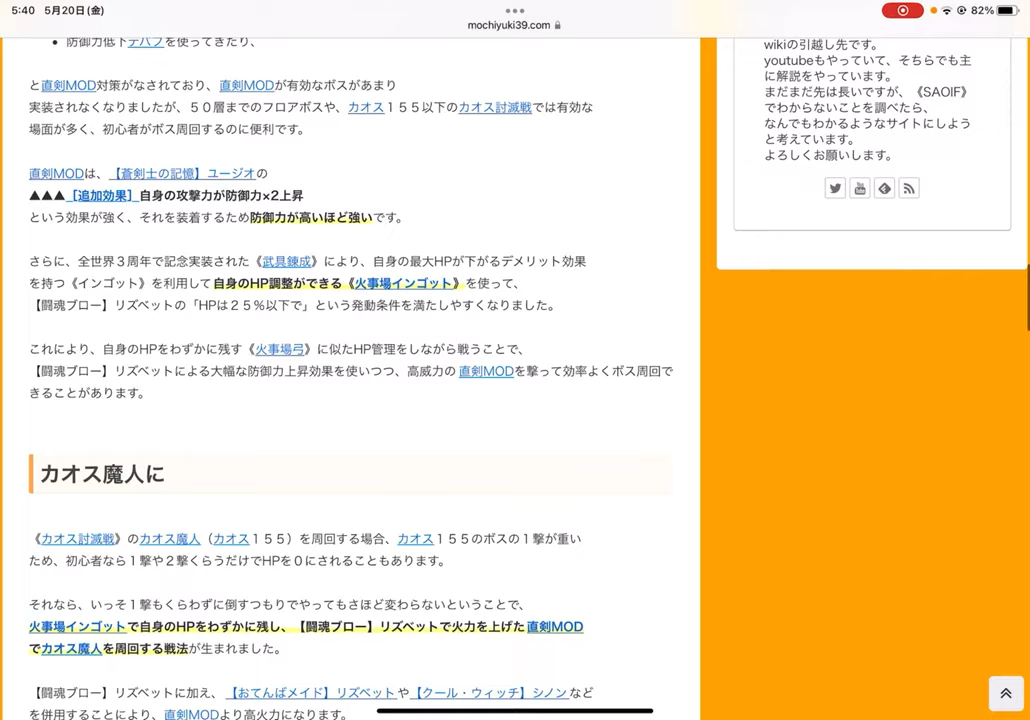 5:40 5月20日(金)
mochiyuki39.com
82%
防御力低下デバフを使ってきたり、
と直剣MOD対策がなされており、直剣MODが有効なボスがあまり
実装されなくなりましたが、５０層までのフロアボスや、カオス１５５以下のカオス討滅戦では有効な
場面が多く、初心者がボス周回するのに便利です。
直剣MODは、【蒼剣士の記憶】ユージオの
▲▲▲［追加効果］自身の攻撃力が防御力×2上昇
という効果が強く、それを装着するため防御力が高いほど強いです。
さらに、全世界３周年で記念実装された《武具錬成》により、自身の最大HPが下がるデメリット効果
を持つ《インゴット》を利用して自身のHP調整ができる《火事場インゴット》を使って、
【闘魂ブロー】リズベットの「HPは２５％以下で」という発動条件を満たしやすくなりました。
これにより、自身のHPをわずかに残す《火事場弓》に似たHP管理をしながら戦うことで、
【闘魂ブロー】リズベットによる大幅な防御力上昇効果を使いつつ、高威力の直剣MODを撃って効率よくボス周回で
きることがあります。
カオス魔人に
《カオス討滅戦》のカオス魔人（カオス１５５）を周回する場合、カオス１５５のボスの１撃が重い
ため、初心者なら１撃や２撃くらうだけでHPを０にされることもあります。
それなら、いっそ１撃もくらわずに倒すつもりでやってもさほど変わらないということで、
火事場インゴットで自身のHPをわずかに残し、【闘魂ブロー】リズベットで火力を上げた直剣MOD
でカオス魔人を周回する戦法が生まれました。
【闘魂ブロー】リズベットに加え、【おてんばメイド】リズベットや【クール・ウィッチ】シノンなど
を併用することにより、直剣MODより高火力になります。
wikiの引越し先です。
youtubeもやっていて、そちらでも主
に解説をやっています。
まだまだ先は長いですが、《SAOIF》
でわからないことを調べたら、
なんでもわかるようなサイトにしよう
と考えています。
よろしくお願いします。